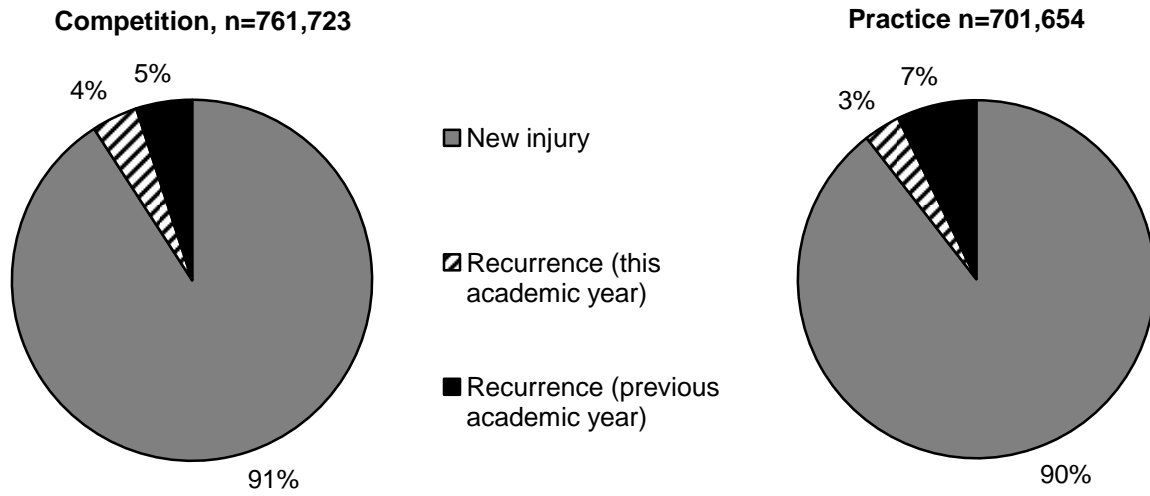 Competition, n=761,723
4%
5%
91%
New injury
Recurrence (this
academic year)
Recurrence (previous
academic year)
Practice n=701,654
3%
7%
90%